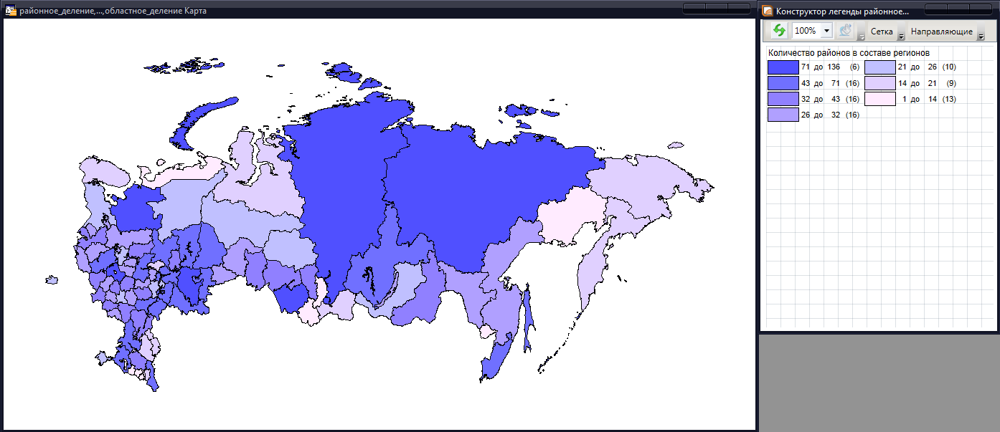 районное_деление,...,областное_деление Карта
Конструктор легенды районное...
100% Сетка Направляющие
Количество районов в составе регионов
71 до 136 (6) 21 до 26 (10)
43 до 71 (16) 14 до 21 (9)
32 до 43 (16) 1 до 14 (13)
26 до 32 (16)